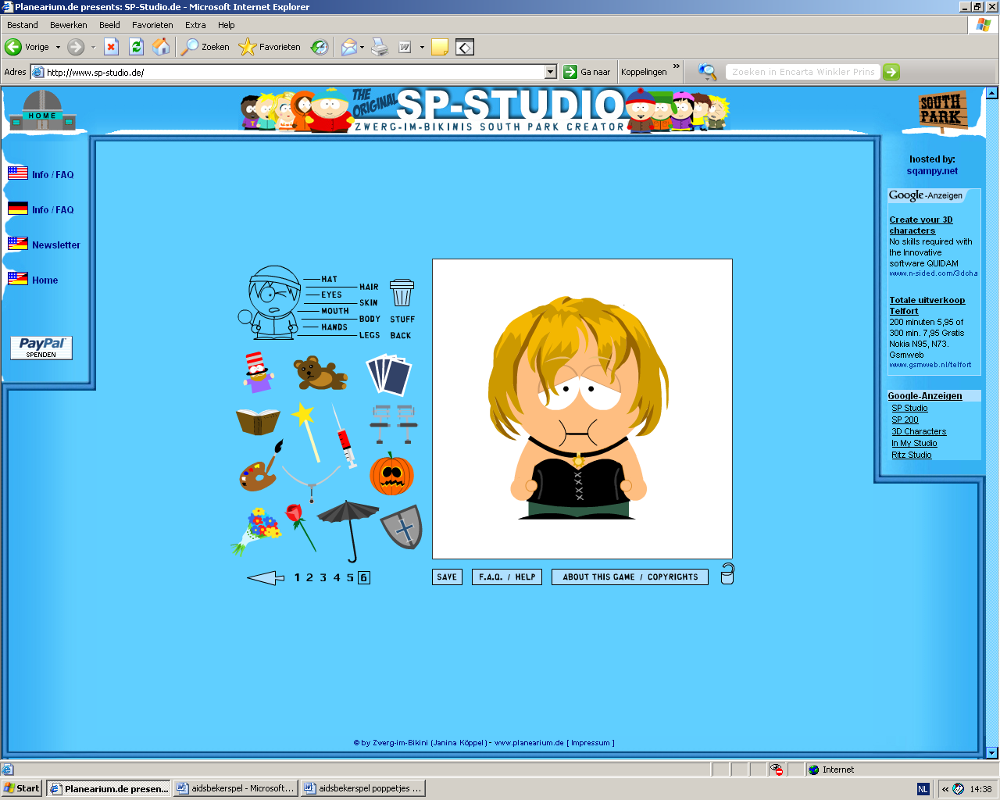 Planearium.de presents: SP-Studio.de - Microsoft Internet Explorer
Bestand Bewerken Beeld Favorieten Extra Help
Vorige Zoeken Favorieten W
Adres http://www.sp-studio.de/ Ga naar Koppelingen » Zoeken in Encarta Winkler Prins
HOME
THE ORIGINAL SP-STUDIO
ZWERG-IM-BIKINIS SOUTH PARK CREATOR
SOUTH PARK
Info / FAQ
Info / FAQ
Newsletter
Home
PayPal
SPENDEN
HAT
HAIR
EYES
SKIN
MOUTH
BODY
HANDS
LEGS
STUFF
BACK
1 2 3 4 5 6
SAVE
F.A.Q. / HELP
ABOUT THIS GAME / COPYRIGHTS
hosted by:
sqampy.net
Google-Anzeigen
Create your 3D
characters
No skills required with
the Innovative
software QUIDAM
www.n-sided.com/3dcha
Totale uitverkoop
Telfort
200 minuten 5,95 of
300 min. 7,95 Gratis
Nokia N95, N73.
Gsmweb
www.gsmweb.nl/telfort
Google-Anzeigen
SP Studio
SP 200
3D Characters
In My Studio
Ritz Studio
© by Zwerg-im-Bikini (Janina Köppel) - www.planearium.de [ Impressum ]
Internet
Start Planearium.de presen... aidsbekerspel - Microsoft... aidsbekerspel poppetjes ... NL « 14:38